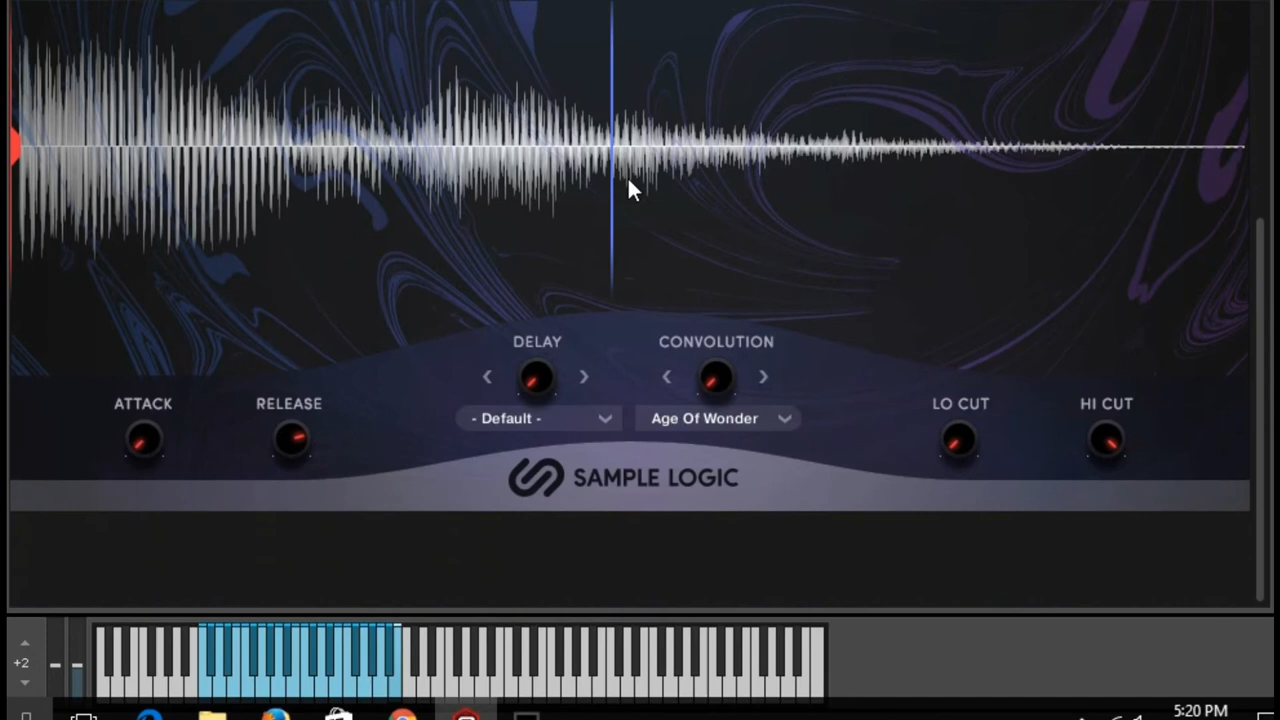 DELAY
CONVOLUTION
ATTACK
RELEASE
- Default -
Age Of Wonder
LO CUT
HI CUT
SAMPLE LOGIC
+2
5:20 PM